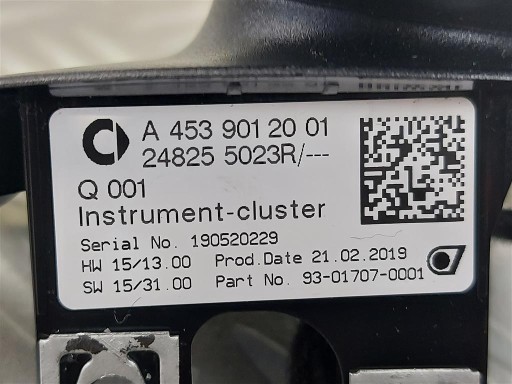 A 453 901 20 01
24825 5023R/---
Q 001
Instrument-cluster
Serial No. 190520229
HW 15/13.00 Prod.Date 21.02.2019
SW 15/31.00 Part No. 93-01707-0001